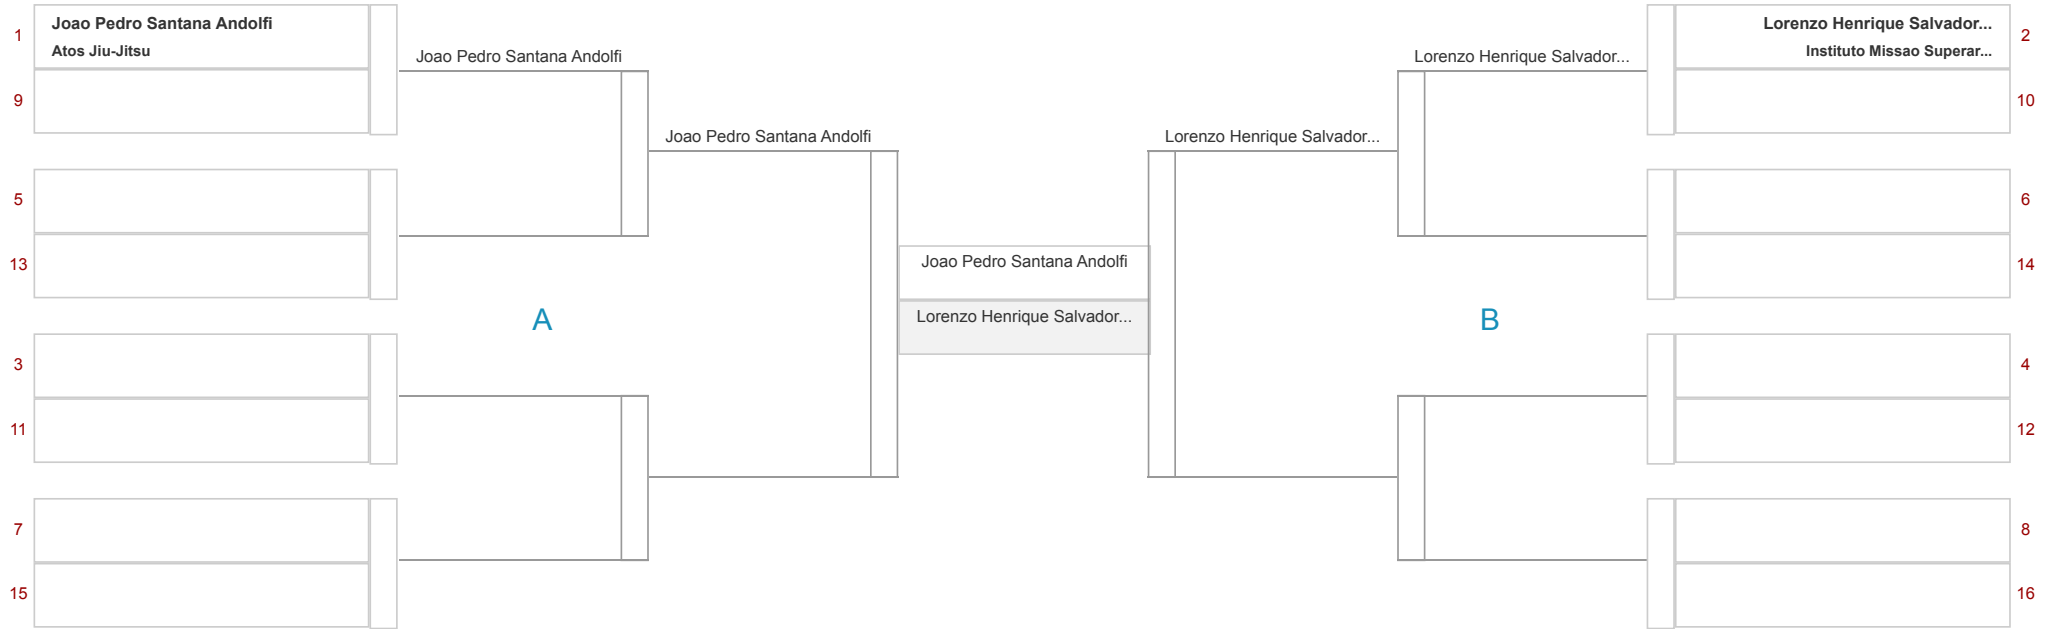 1
Joao Pedro Santana Andolfi
Atos Jiu-Jitsu
9
5
13
3
11
7
15
Joao Pedro Santana Andolfi
Joao Pedro Santana Andolfi
A
Joao Pedro Santana Andolfi
Lorenzo Henrique Salvador...
Lorenzo Henrique Salvador...
Lorenzo Henrique Salvador...
B
Lorenzo Henrique Salvador...
Instituto Missao Superar...
2
10
6
14
4
12
8
16